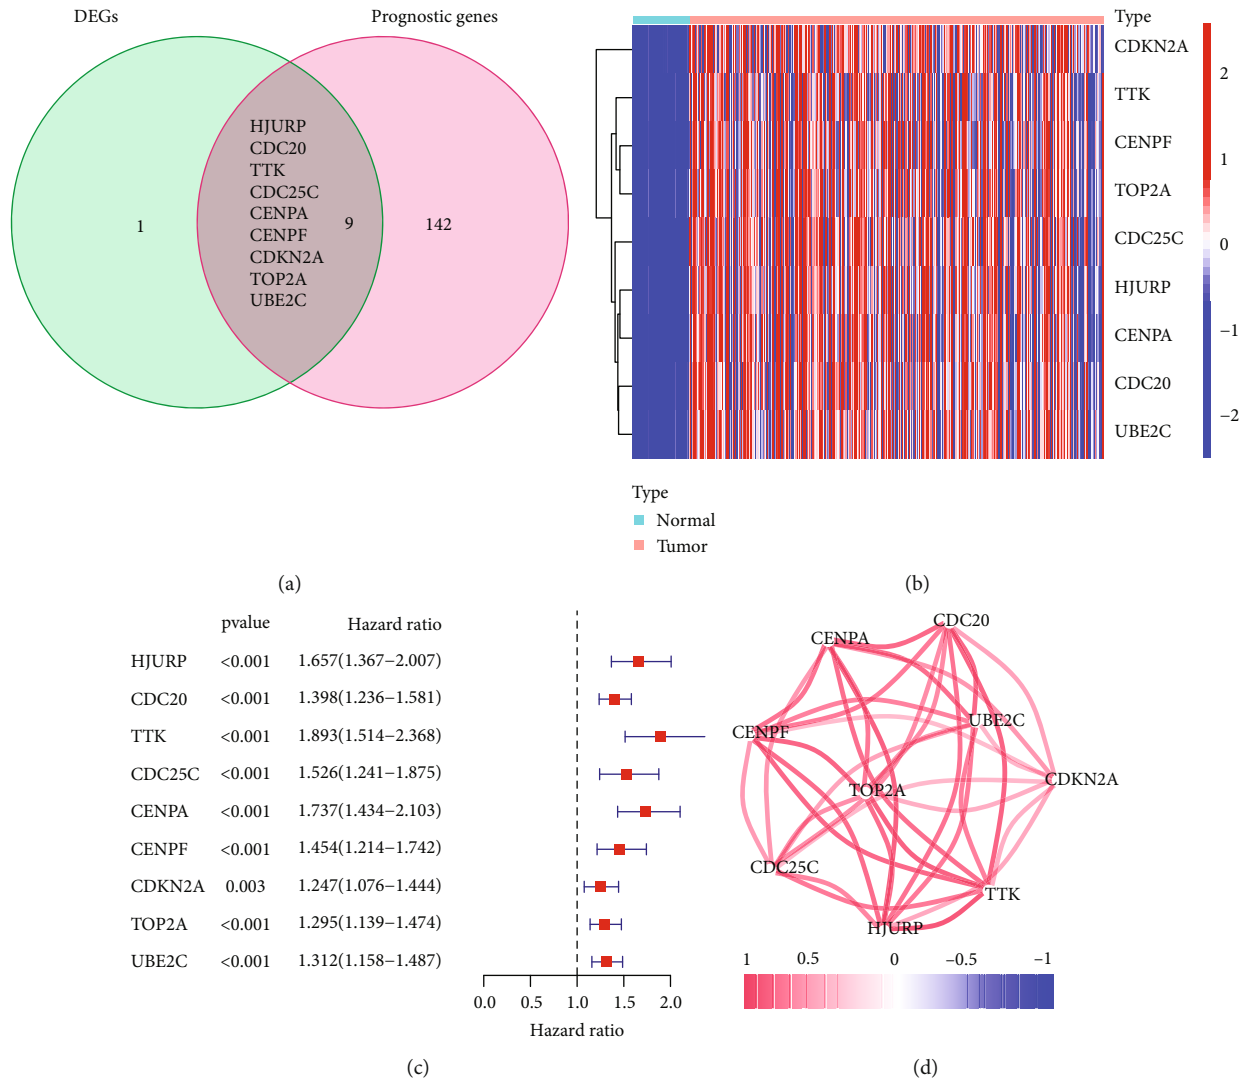 DEGs
Prognostic genes
HJURP
CDC20
TTK
CDC25C
CENPA
CENPF
CDKN2A
TOP2A
UBE2C
1
9
142
(a)
Type
CDKN2A
TTK
CENPF
TOP2A
CDC25C
HJURP
CENPA
CDC20
UBE2C
2
1
0
−1
−2
Type
Normal
Tumor
(b)
pvalue Hazard ratio
HJURP <0.001 1.657(1.367−2.007)
CDC20 <0.001 1.398(1.236−1.581)
TTK <0.001 1.893(1.514−2.368)
CDC25C <0.001 1.526(1.241−1.875)
CENPA <0.001 1.737(1.434−2.103)
CENPF <0.001 1.454(1.214−1.742)
CDKN2A 0.003 1.247(1.076−1.444)
TOP2A <0.001 1.295(1.139−1.474)
UBE2C <0.001 1.312(1.158−1.487)
0.0 0.5 1.0 1.5 2.0
Hazard ratio
(c)
CDC20
CENPA
UBE2C
CENPF
CDKN2A
TOP2A
CDC25C
TTK
HJURP
1 0.5 0 −0.5 −1
(d)